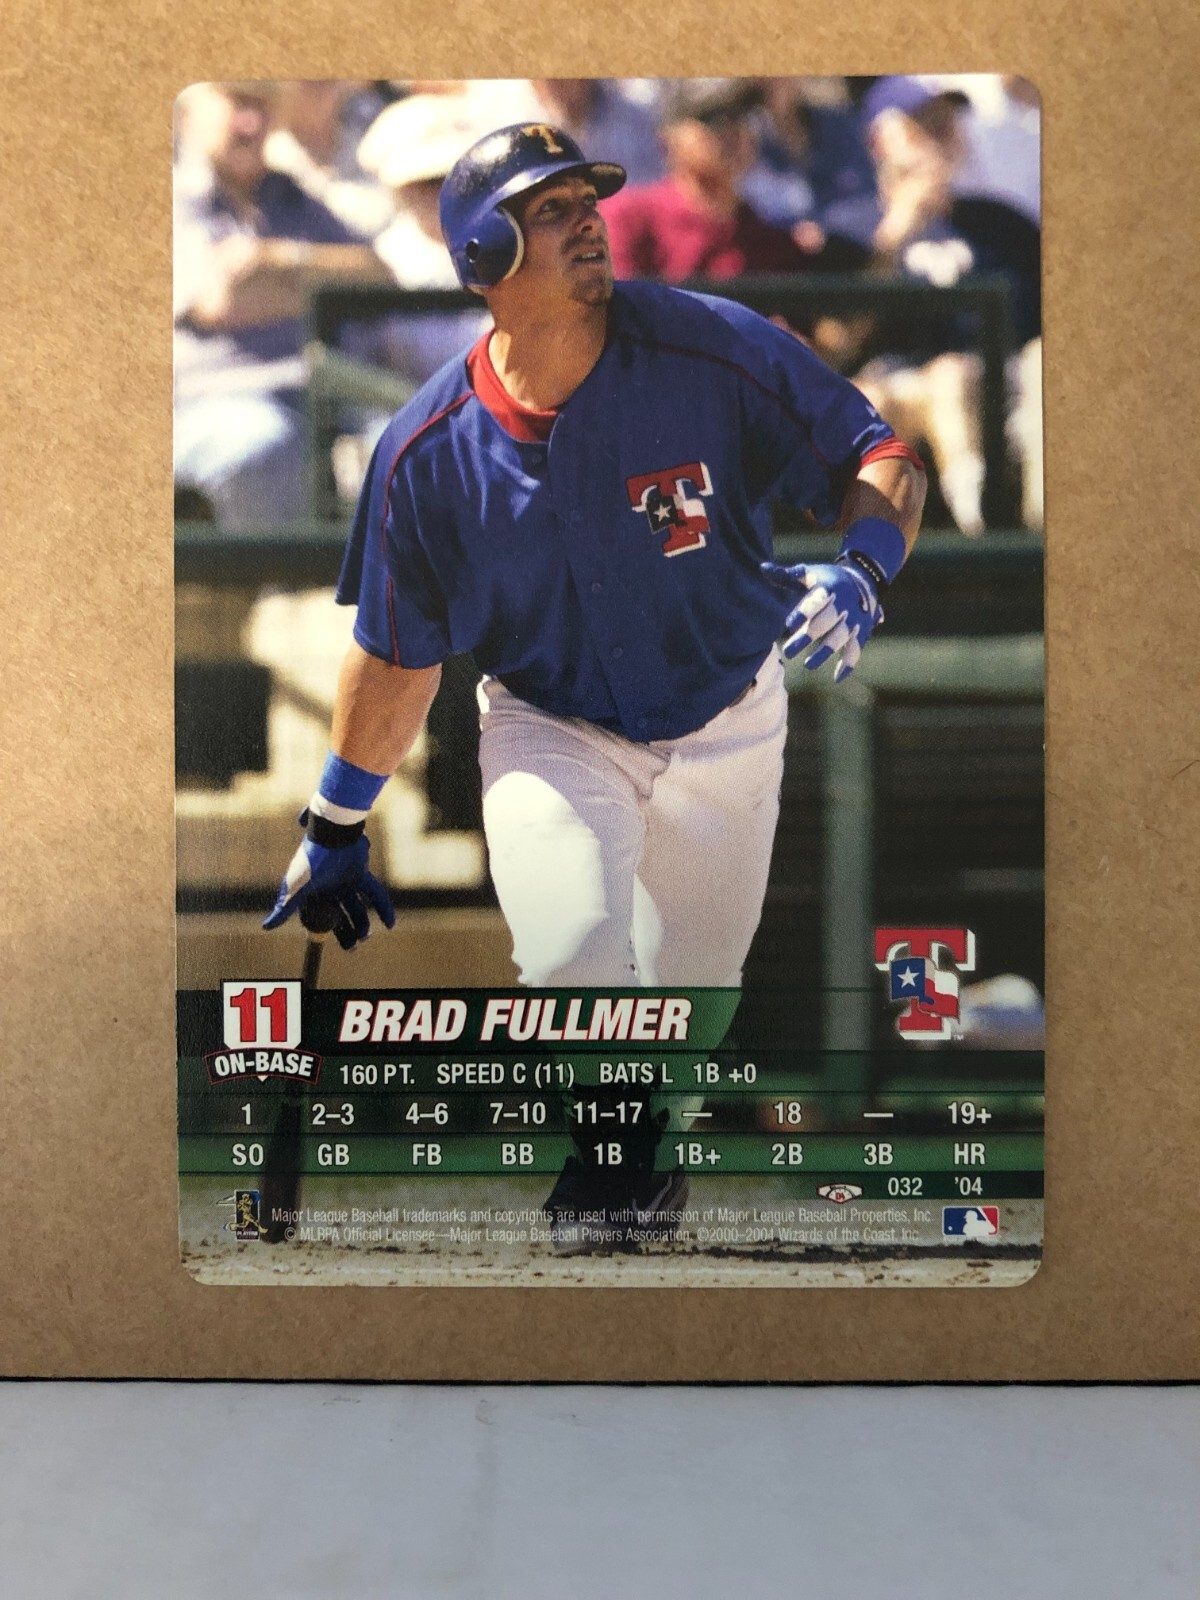 T
T
T
TM
11
ON-BASE
BRAD FULLMER
160 PT. SPEED C (11) BATS L 1B +0
1 2–3 4–6 7–10 11–17 — 18 — 19+
SO GB FB BB 1B 1B+ 2B 3B HR
032 '04
Major League Baseball trademarks and copyrights are used with permission of Major League Baseball Properties, Inc.
© MLBPA Official Licensee—Major League Baseball Players Association. ©2000–2004 Wizards of the Coast, Inc.